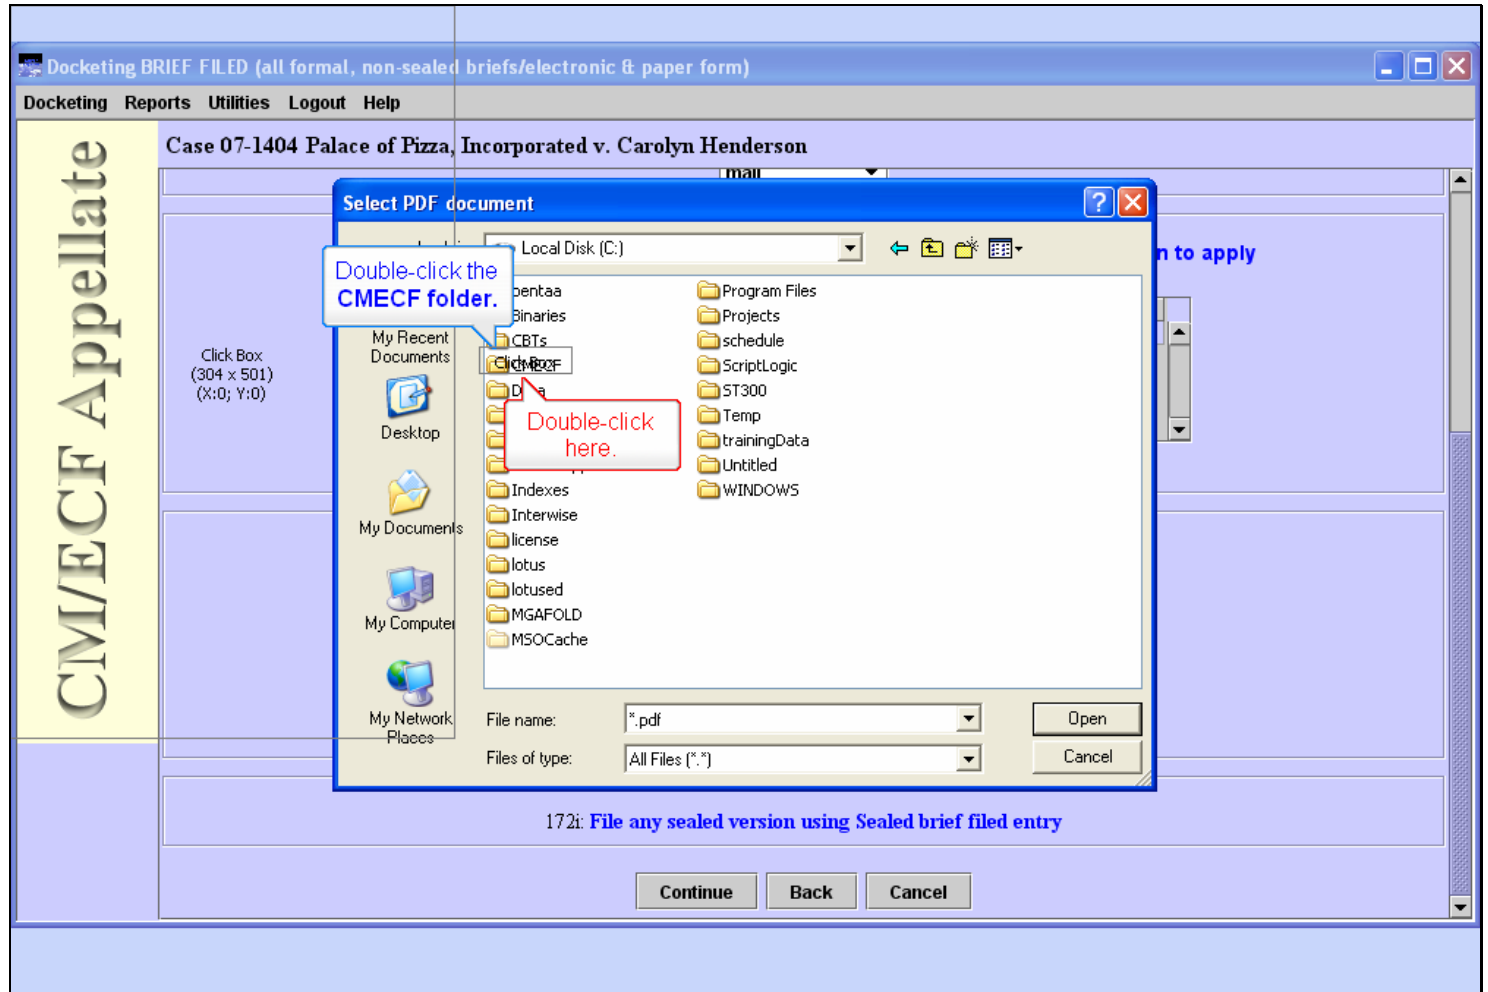 Docketing BRIEF FILED (all formal, non-sealed briefs/electronic & paper form)
Docketing Reports Utilities Logout Help
CM/ECF Appellate
Case 07-1404 Palace of Pizza, Incorporated v. Carolyn Henderson
mail
Select PDF document
Local Disk (C:)
n to apply
Double-click the
CMECF folder.
Click Box
(304 x 501)
(X:0; Y:0)
My Recent
Documents
Desktop
My Documents
My Computer
My Network
Places
pentaa
Binaries
CBTs
CMECF
Click Box
Double-click
here.
Indexes
Interwise
license
lotus
lotused
MGAFOLD
MSOCache
Program Files
Projects
schedule
ScriptLogic
ST300
Temp
trainingData
Untitled
WINDOWS
File name: *.pdf Open
Files of type: All Files (*.*) Cancel
172i: File any sealed version using Sealed brief filed entry
Continue Back Cancel